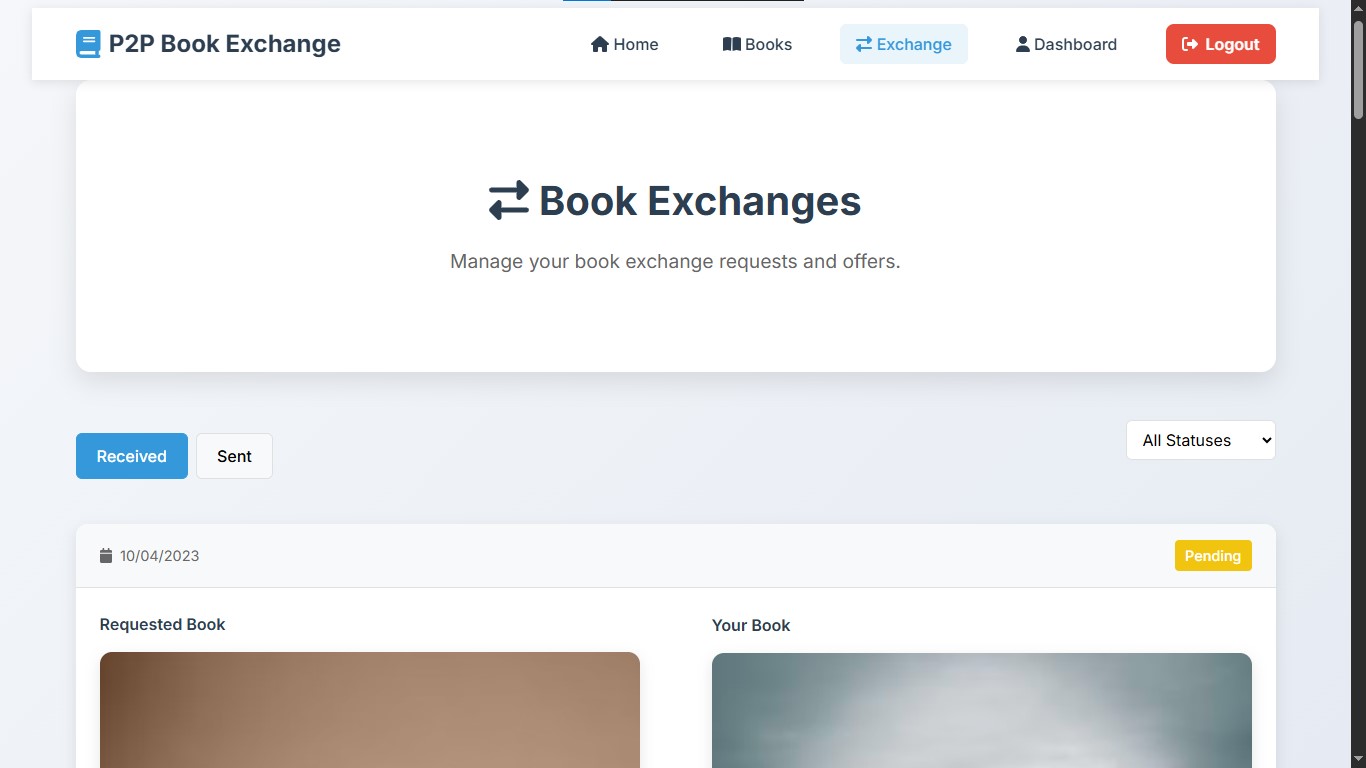 P2P Book Exchange
Home
Books
Exchange
Dashboard
Logout
Book Exchanges
Manage your book exchange requests and offers.
Received
Sent
All Statuses
10/04/2023
Pending
Requested Book
Your Book